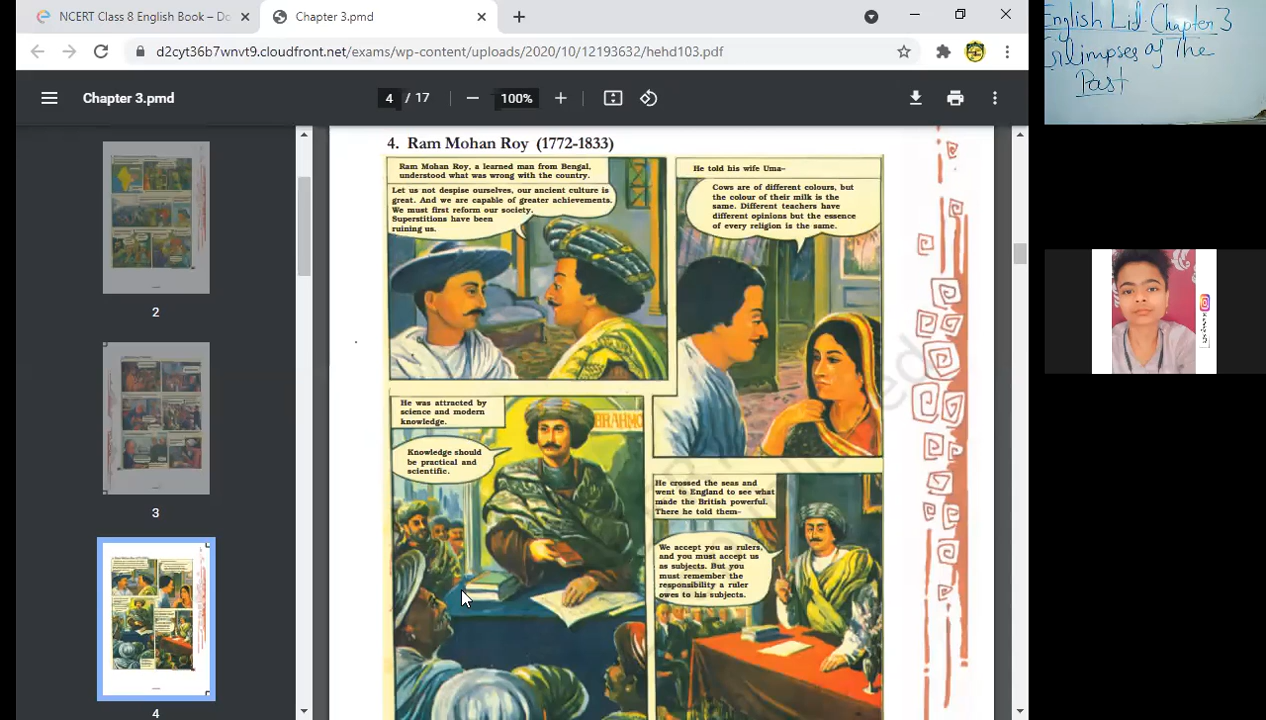 NCERT Class 8 English Book – Do
Chapter 3.pmd
d2cyt36b7wnvt9.cloudfront.net/exams/wp-content/uploads/2020/10/12193632/hehd103.pdf
Chapter 3.pmd
4 / 17
100%
2
3
4
4. Ram Mohan Roy (1772-1833)
Ram Mohan Roy, a learned man from Bengal,
understood what was wrong with the country.
Let us not despise ourselves, our ancient culture is
great. And we are capable of greater achievements.
We must first reform our society.
Superstitions have been
ruining us.
He told his wife Uma-
Cows are of different colours, but
the colour of their milk is the
same. Different teachers have
different opinions but the essence
of every religion is the same.
He was attracted by
science and modern
knowledge.
BRAHMO
Knowledge should
be practical and
scientific.
He crossed the seas and
went to England to see what
made the British powerful.
There he told them-
We accept you as rulers,
and you must accept us
as subjects. But you
must remember the
responsibility a ruler
owes to his subjects.
English Lit. Chapter 3
Glimpses of The
Past